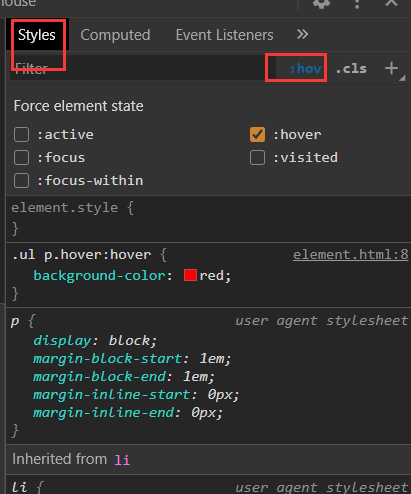 house
Styles Computed Event Listeners »
Filter :hov .cls +
Force element state
:active :hover
:focus :visited
:focus-within
element.style {
}
.ul p.hover:hover { element.html:8
background-color: red;
}
p { user agent stylesheet
display: block;
margin-block-start: 1em;
margin-block-end: 1em;
margin-inline-start: 0px;
margin-inline-end: 0px;
}
Inherited from li
li { user agent stylesheet